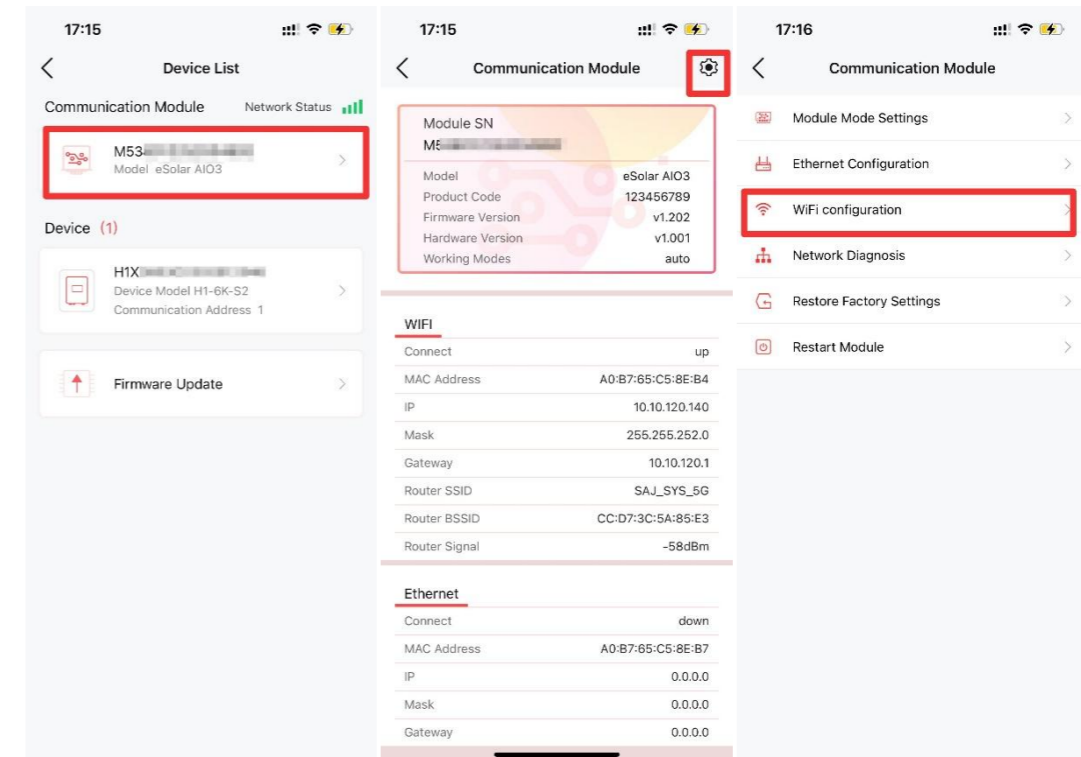 17:15
Device List
Communication Module Network Status
M53
Model eSolar AIO3
Device (1)
H1X
Device Model H1-6K-S2
Communication Address 1
Firmware Update
17:15
Communication Module
Module SN
M5
Model eSolar AIO3
Product Code 123456789
Firmware Version v1.202
Hardware Version v1.001
Working Modes auto
WIFI
Connect up
MAC Address A0:B7:65:C5:8E:B4
IP 10.10.120.140
Mask 255.255.252.0
Gateway 10.10.120.1
Router SSID SAJ_SYS_5G
Router BSSID CC:D7:3C:5A:85:E3
Router Signal -58dBm
Ethernet
Connect down
MAC Address A0:B7:65:C5:8E:B7
IP 0.0.0.0
Mask 0.0.0.0
Gateway 0.0.0.0
17:16
Communication Module
Module Mode Settings
Ethernet Configuration
WiFi configuration
Network Diagnosis
Restore Factory Settings
Restart Module